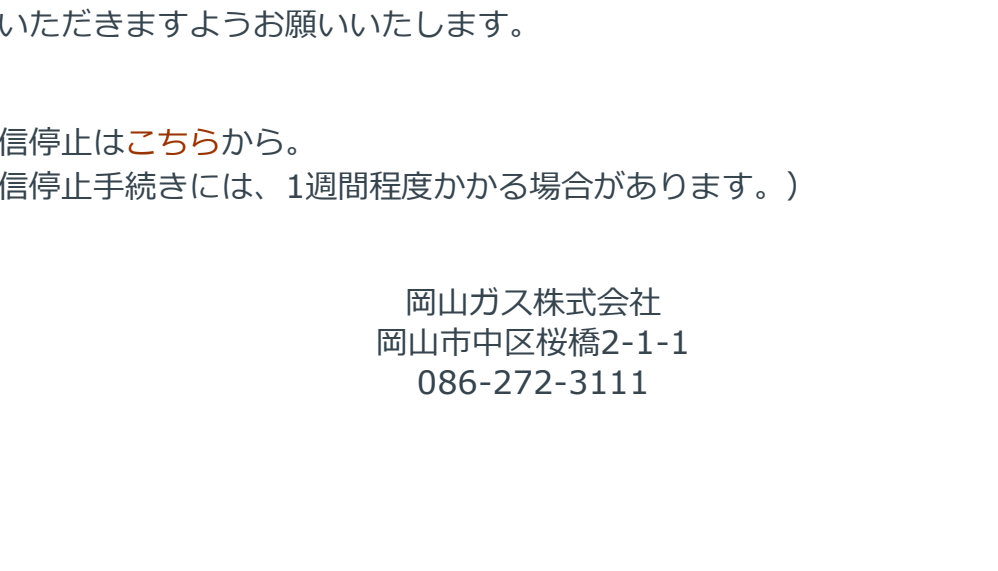 いただきますようお願いいたします。
信停止はこちらから。
信停止手続きには、1週間程度かかる場合があります。）
岡山ガス株式会社
岡山市中区桜橋2-1-1
086-272-3111